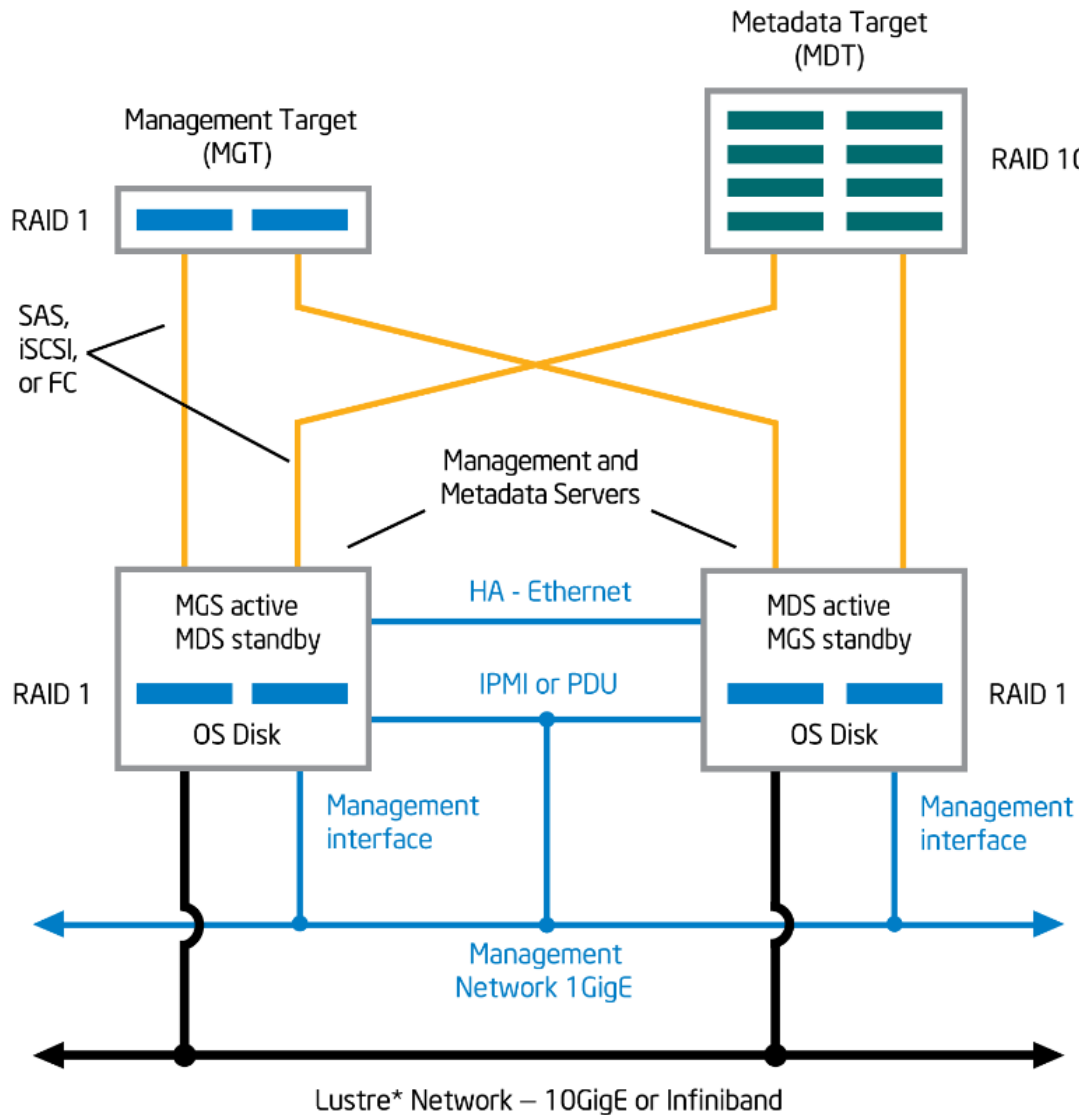 Metadata Target
(MDT)
Management Target
(MGT)
RAID 10
RAID 1
SAS,
iSCSI,
or FC
Management and
Metadata Servers
MGS active
MDS standby
HA - Ethernet
MDS active
MGS standby
RAID 1
IPMI or PDU
RAID 1
OS Disk
OS Disk
Management
interface
Management
interface
Management
Network 1GigE
Lustre* Network – 10GigE or Infiniband